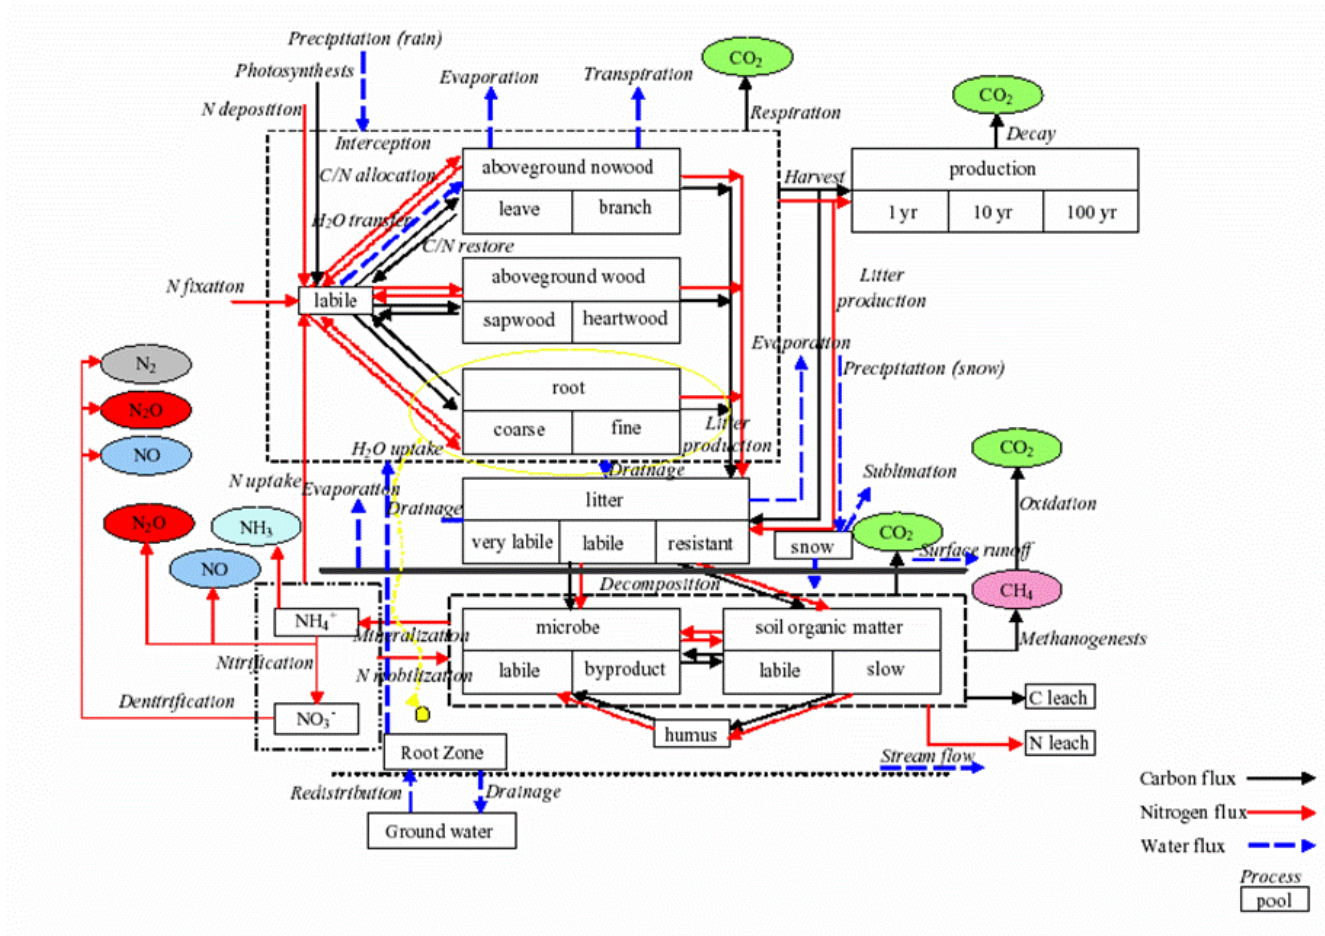 Precipitation (rain)
Photosynthests
N deposition
Evaporation
Transpiration
CO2
Respiration
CO2
Decay
Interception
C/N allocation
H2O transfer
C/N restore
aboveground nowood
leave
branch
Harvest
production
1 yr
10 yr
100 yr
N fixation
labile
aboveground wood
sapwood
heartwood
Litter
production
Evaporation
Precipitation (snow)
N2
N2O
NO
root
coarse
fine
Litter
production
H2O uptake
Drainage
N uptake
Evaporation
Drainage
litter
very labile
labile
resistant
Sublimation
snow
CO2
Surface runoff
CO2
Oxidation
CH4
Methanogenests
N2O
NH3
NO
Decomposition
NH4+
Mineralization
N mobilization
Nitrification
Denitrification
NO3-
microbe
labile
byproduct
soil organic matter
labile
slow
humus
C leach
N leach
Root Zone
Stream flow
Redistribution
Drainage
Ground water
Carbon flux
Nitrogen flux
Water flux
Process
pool